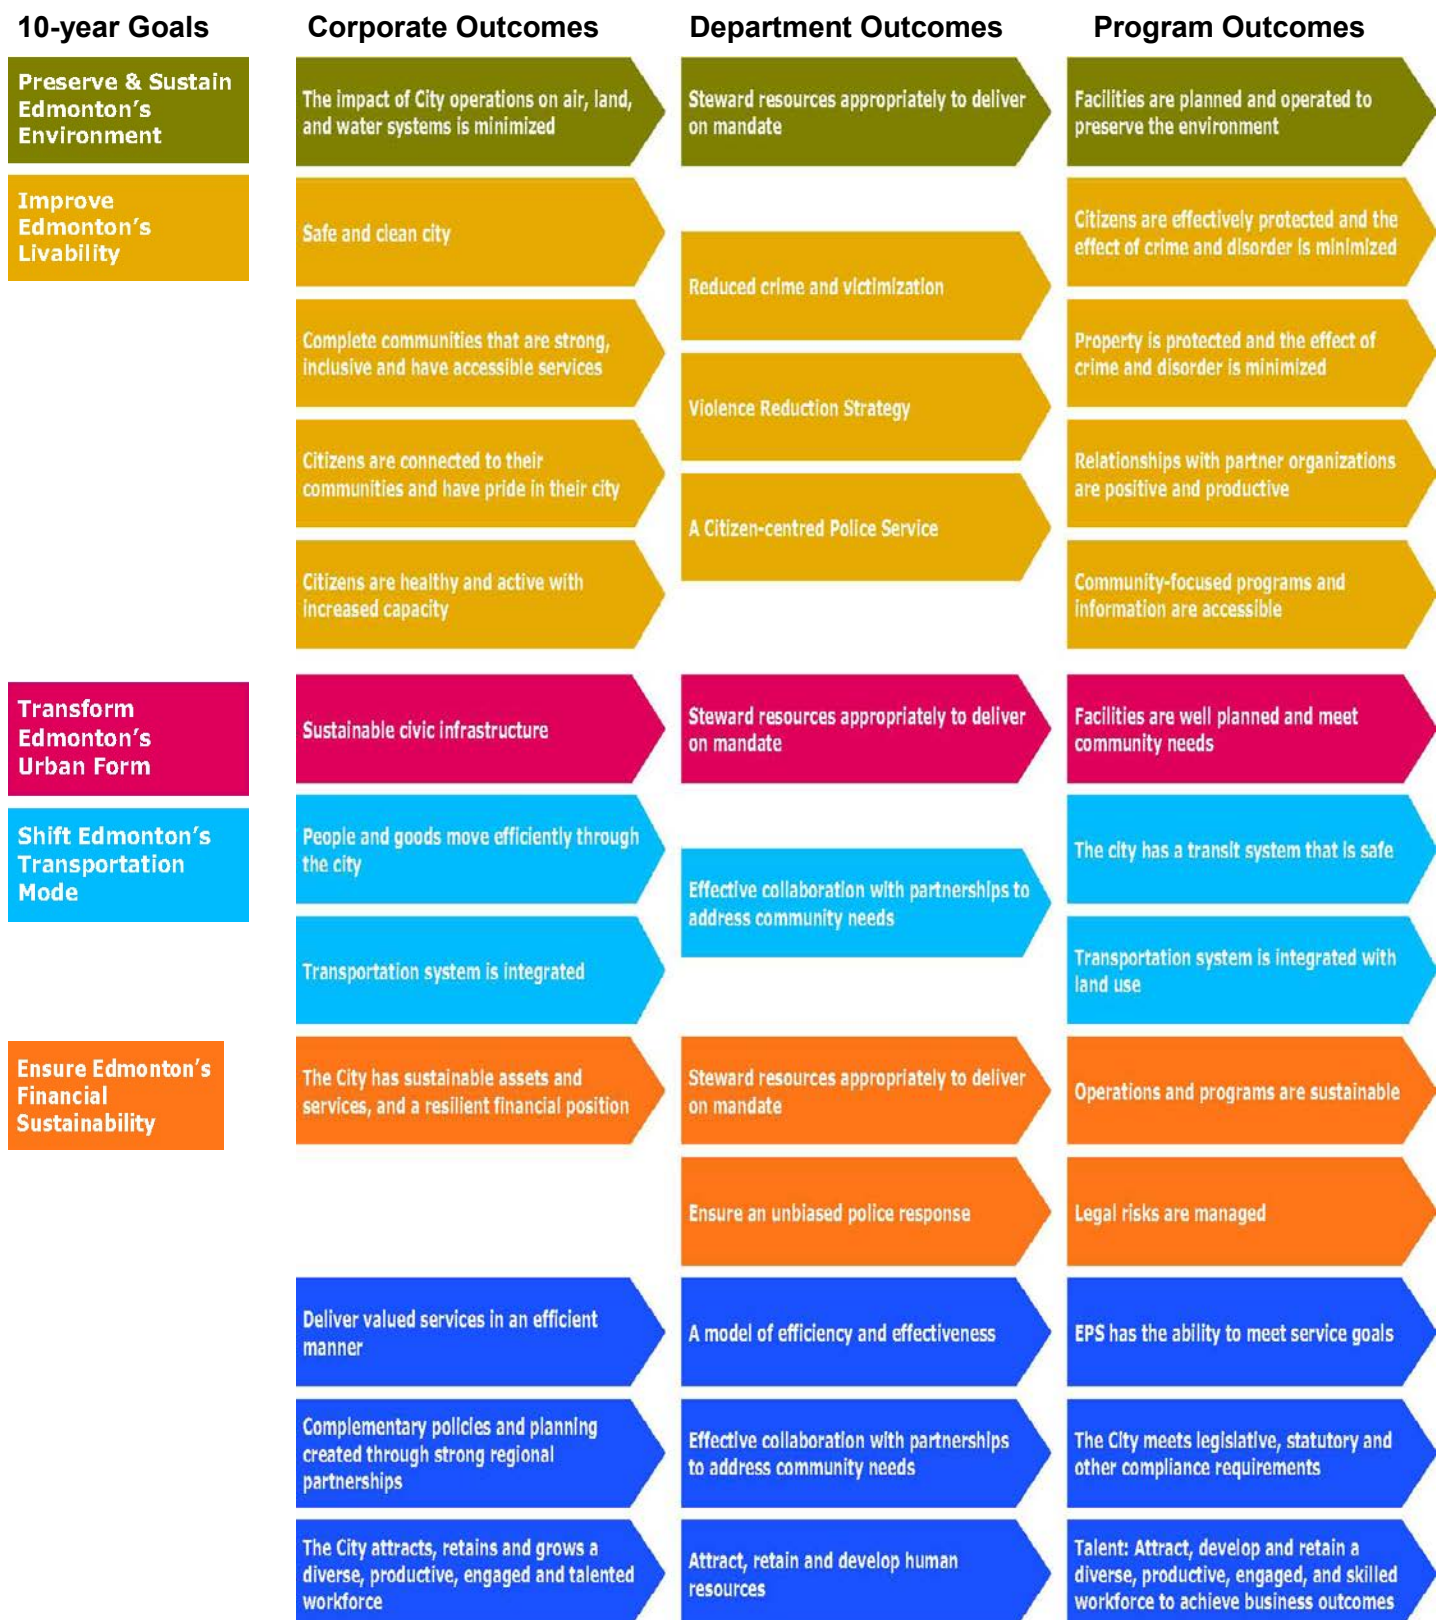 10-year Goals
Corporate Outcomes
Department Outcomes
Program Outcomes
Preserve & Sustain
Edmonton's
Environment
The impact of City operations on air, land,
and water systems is minimized
Steward resources appropriately to deliver
on mandate
Facilities are planned and operated to
preserve the environment
Improve
Edmonton's
Livability
Safe and clean city
Complete communities that are strong,
inclusive and have accessible services
Citizens are connected to their
communities and have pride in their city
Citizens are healthy and active with
increased capacity
Reduced crime and victimization
Violence Reduction Strategy
A Citizen-centred Police Service
Citizens are effectively protected and the
effect of crime and disorder is minimized
Property is protected and the effect of
crime and disorder is minimized
Relationships with partner organizations
are positive and productive
Community-focused programs and
information are accessible
Transform
Edmonton's
Urban Form
Sustainable civic infrastructure
Steward resources appropriately to deliver
on mandate
Facilities are well planned and meet
community needs
Shift Edmonton's
Transportation
Mode
People and goods move efficiently through
the city
Transportation system is integrated
Effective collaboration with partnerships to
address community needs
The city has a transit system that is safe
Transportation system is integrated with
land use
Ensure Edmonton's
Financial
Sustainability
The City has sustainable assets and
services, and a resilient financial position
Steward resources appropriately to deliver
on mandate
Operations and programs are sustainable
Ensure an unbiased police response
Legal risks are managed
Deliver valued services in an efficient
manner
A model of efficiency and effectiveness
EPS has the ability to meet service goals
Complementary policies and planning
created through strong regional
partnerships
Effective collaboration with partnerships
to address community needs
The City meets legislative, statutory and
other compliance requirements
The City attracts, retains and grows a
diverse, productive, engaged and talented
workforce
Attract, retain and develop human
resources
Talent: Attract, develop and retain a
diverse, productive, engaged, and skilled
workforce to achieve business outcomes